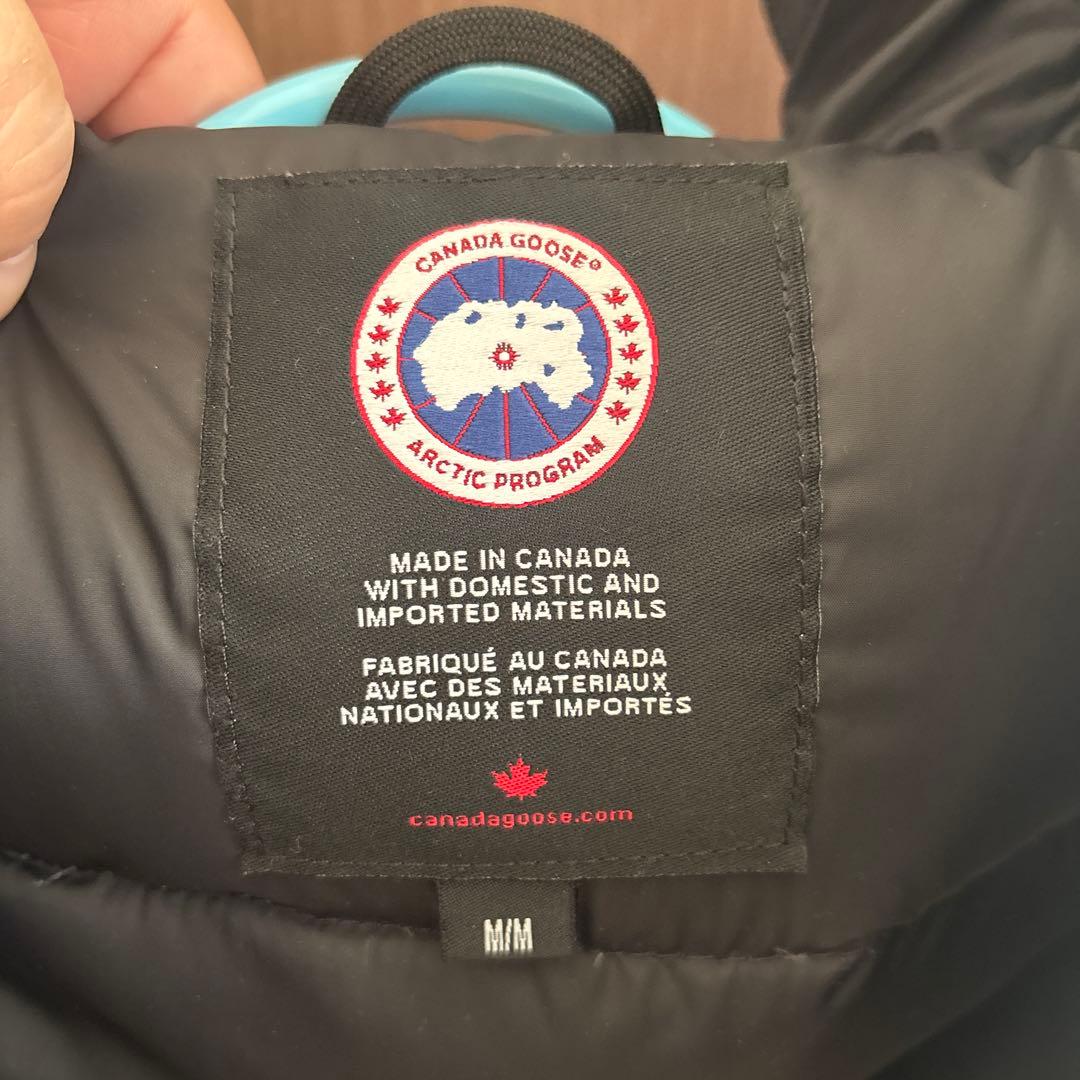 CANADA GOOSE®
ARCTIC PROGRAM
MADE IN CANADA
WITH DOMESTIC AND
IMPORTED MATERIALS
FABRIQUÉ AU CANADA
AVEC DES MATERIAUX
NATIONAUX ET IMPORTÉS
canadagoose.com
M/M